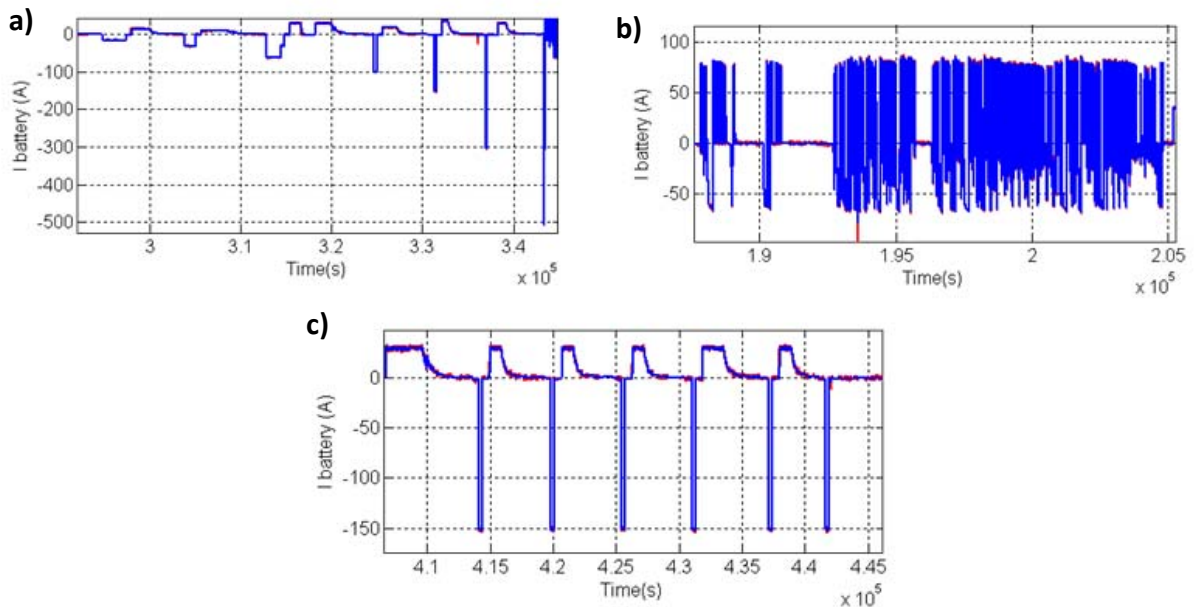 a)
I battery (A)
0
-100
-200
-300
-400
-500
3 3.1 3.2 3.3 3.4
Time(s)
x 10^5
b)
I battery (A)
100
50
0
-50
1.9 1.95 2 2.05
Time(s)
x 10^5
c)
I battery (A)
0
-50
-100
-150
4.1 4.15 4.2 4.25 4.3 4.35 4.4 4.45
Time(s)
x 10^5